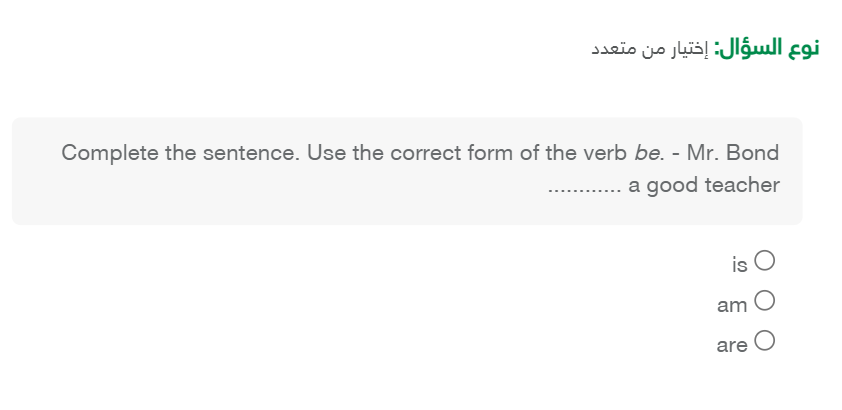 نوع السؤال: إختيار من متعدد
Complete the sentence. Use the correct form of the verb be. - Mr. Bond
............ a good teacher
is
am
are